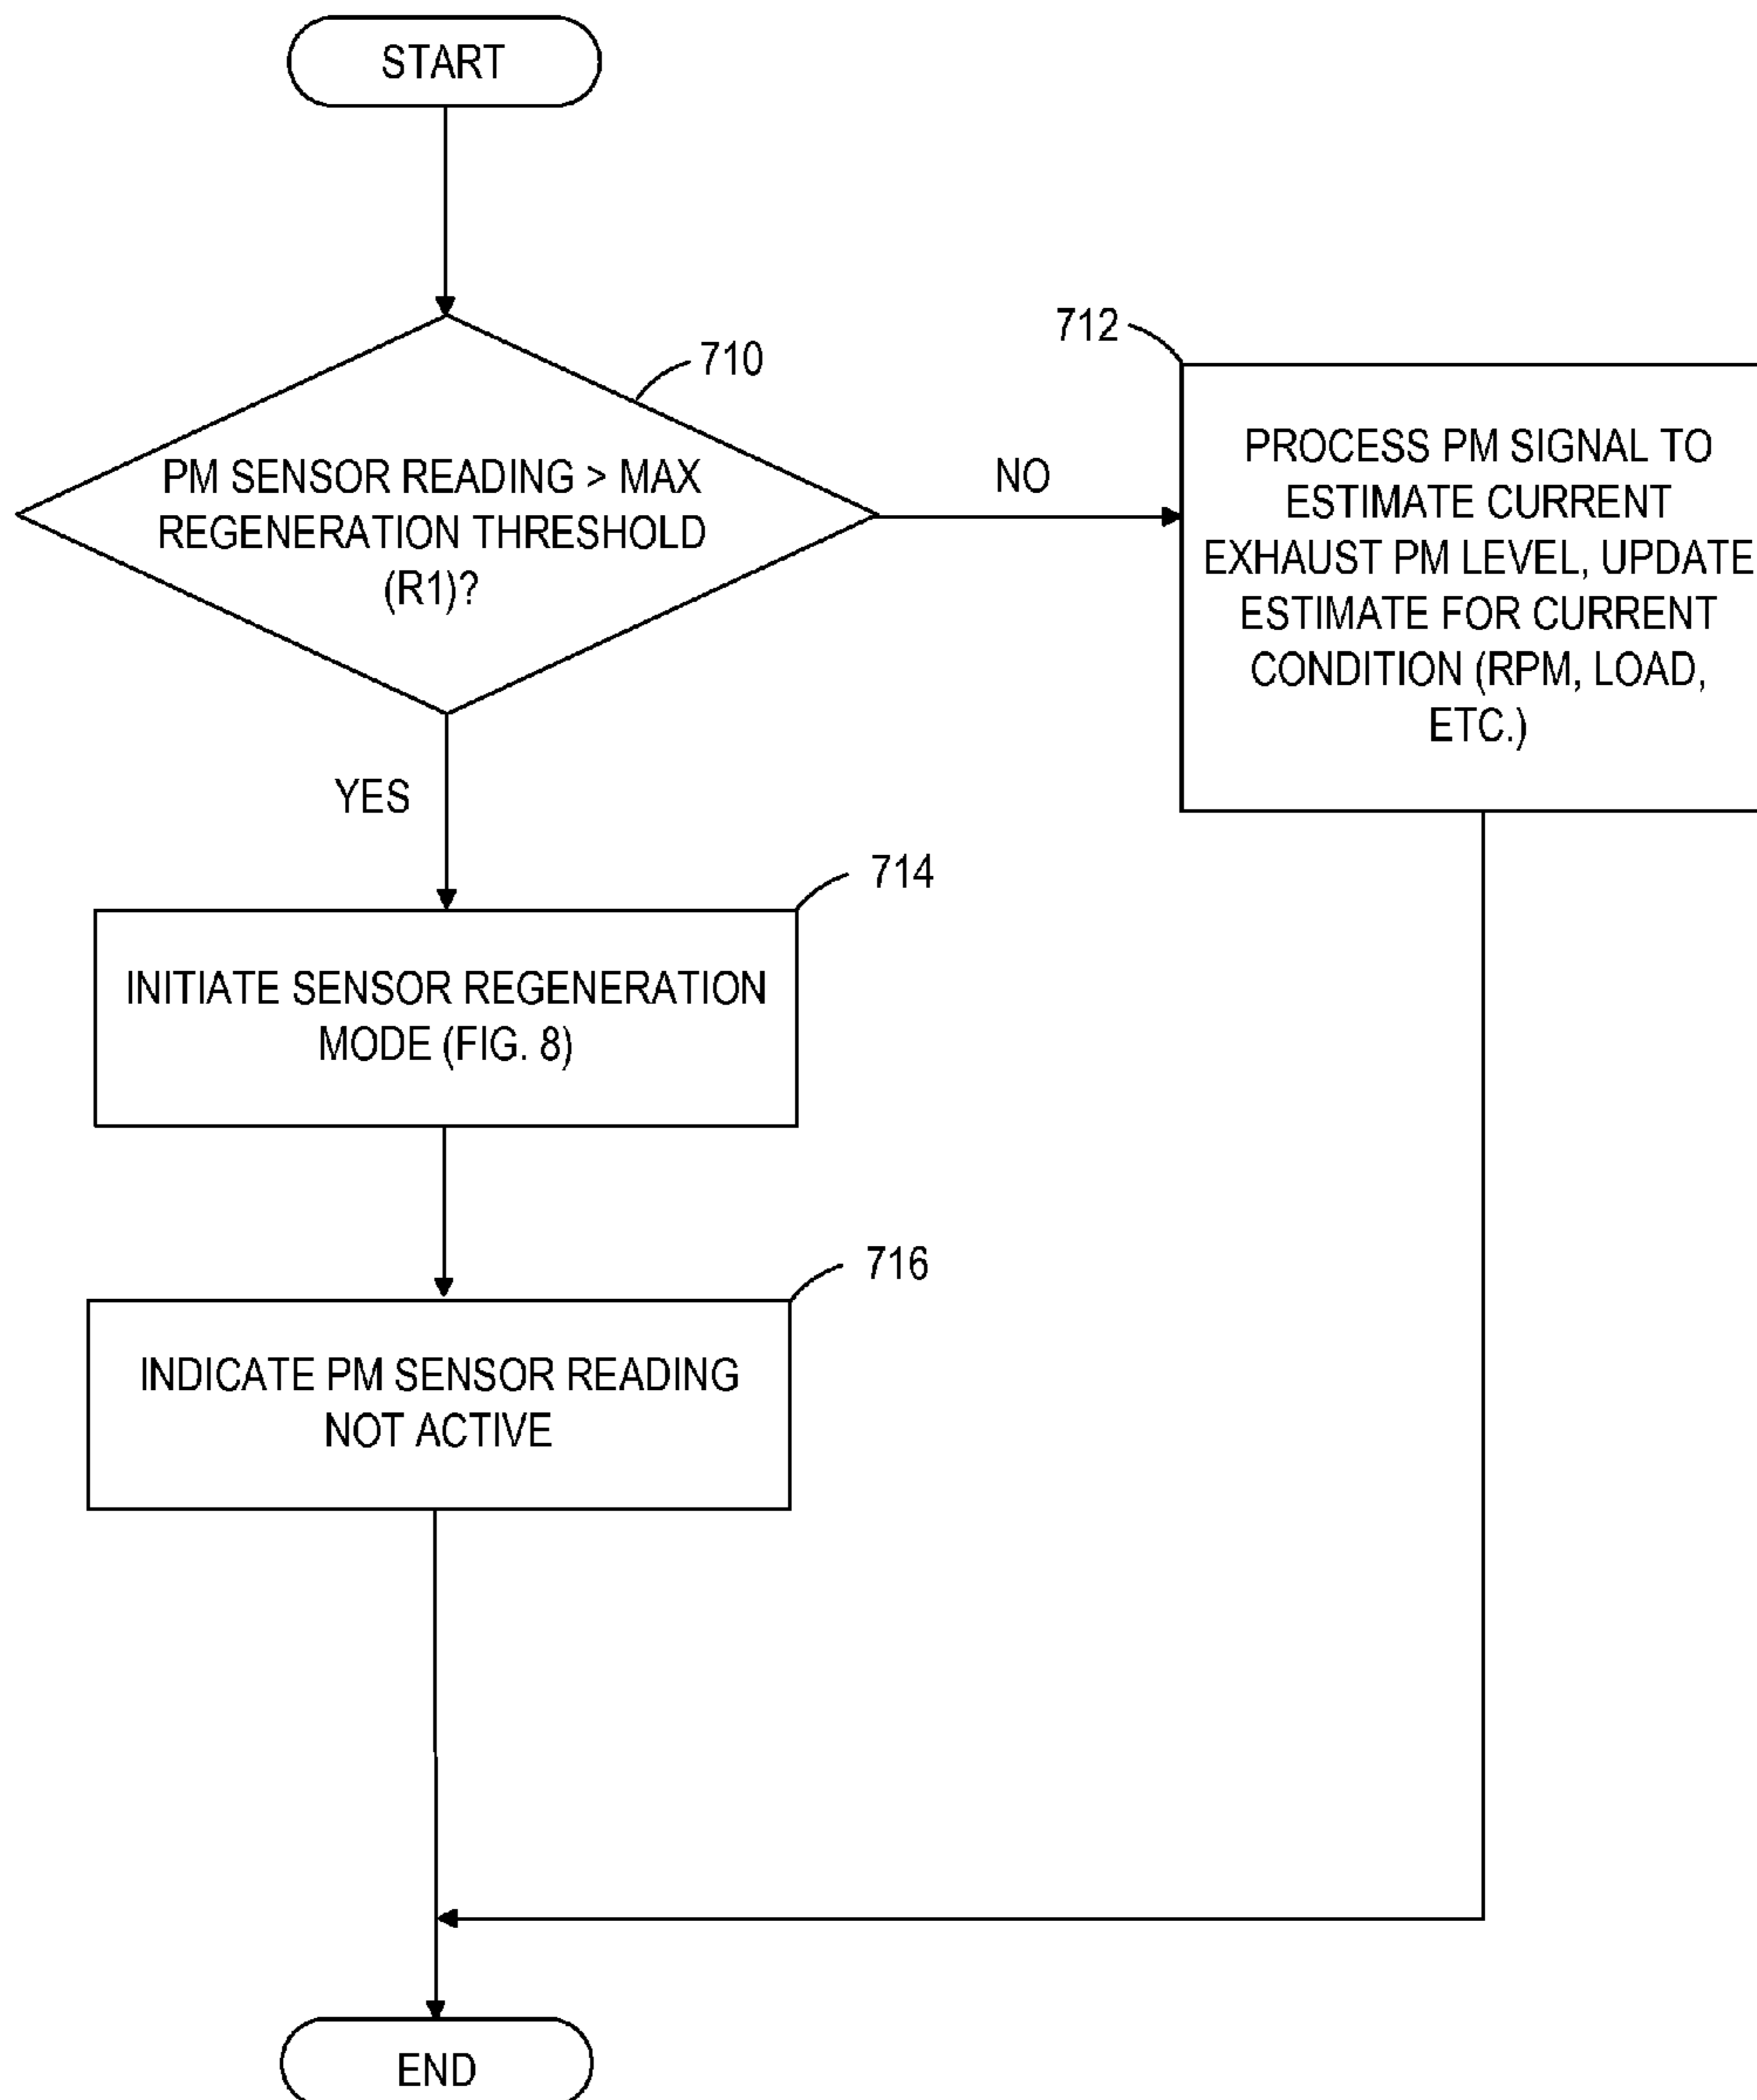 START
710
PM SENSOR READING > MAX
REGENERATION THRESHOLD
(R1)?
NO
712
PROCESS PM SIGNAL TO
ESTIMATE CURRENT
EXHAUST PM LEVEL, UPDATE
ESTIMATE FOR CURRENT
CONDITION (RPM, LOAD,
ETC.)
YES
714
INITIATE SENSOR REGENERATION
MODE (FIG. 8)
716
INDICATE PM SENSOR READING
NOT ACTIVE
END